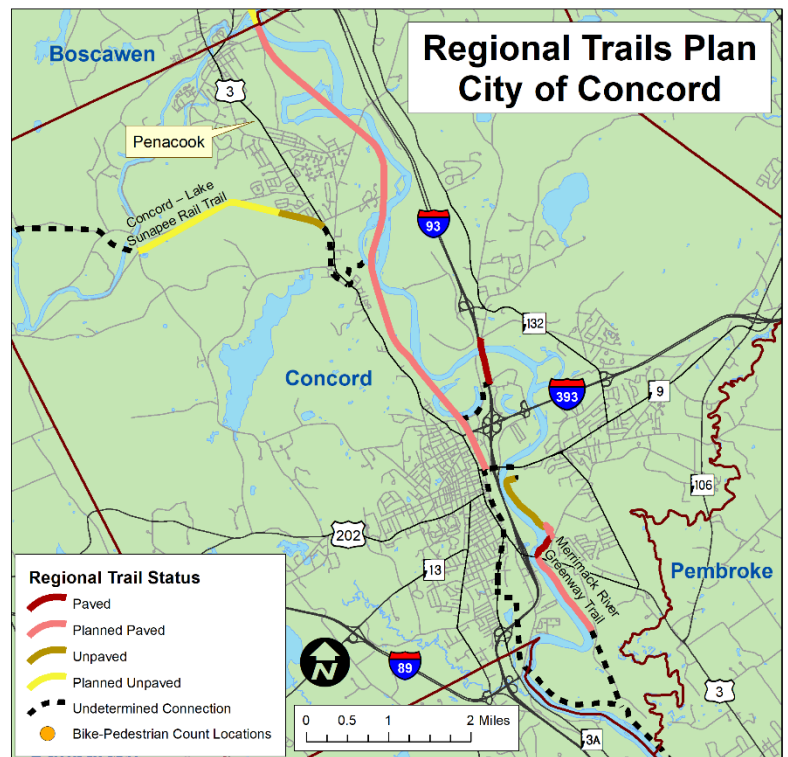 Regional Trails Plan
City of Concord
Boscawen
3
Penacook
Concord – Lake
Sunapee Rail Trail
93
132
Concord
393
9
106
202
Merrimack River
Greenway Trail
Pembroke
13
89
3
3A
Regional Trail Status
Paved
Planned Paved
Unpaved
Planned Unpaved
Undetermined Connection
Bike-Pedestrian Count Locations
N
0 0.5 1 2 Miles